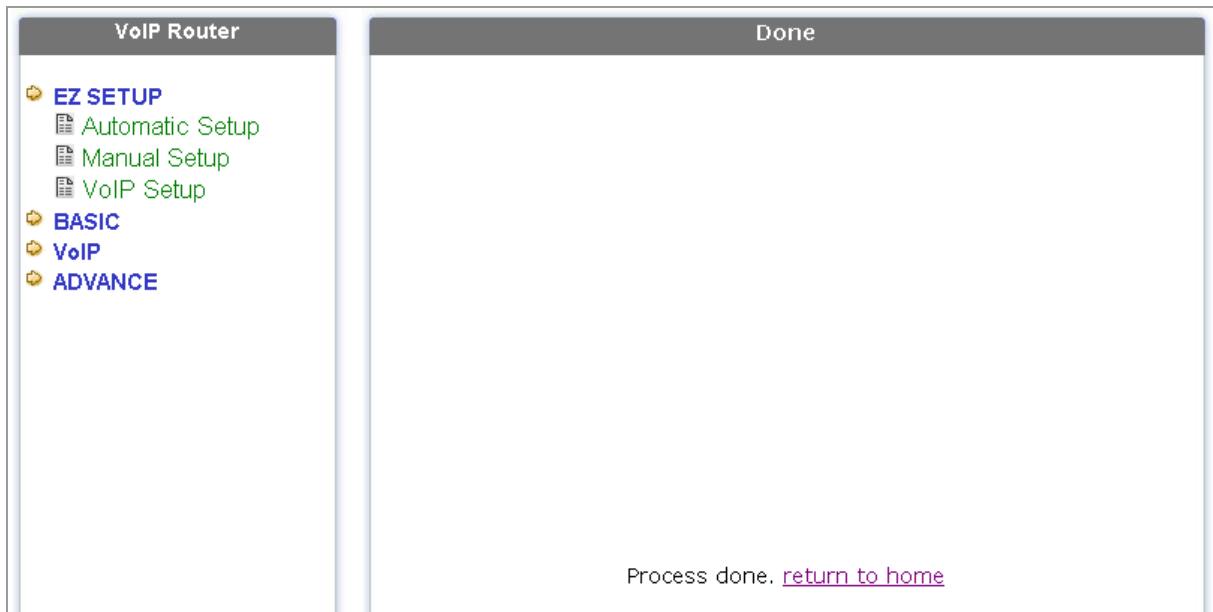 VoIP Router
EZ SETUP
Automatic Setup
Manual Setup
VoIP Setup
BASIC
VoIP
ADVANCE
Done
Process done. return to home